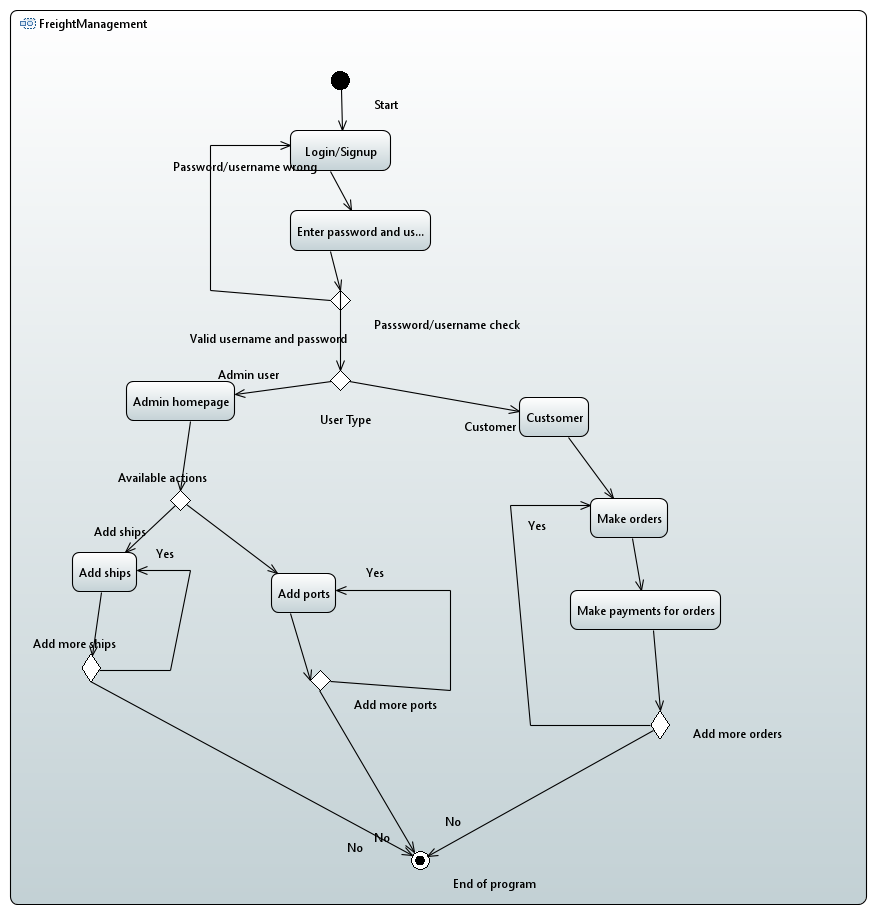 FreightManagement
Start
Login/Signup
Password/username wrong
Enter password and us...
Passsword/username check
Valid username and password
Admin user
Admin homepage
User Type
Custsomer
Customer
Available actions
Make orders
Yes
Add ships
Yes
Add ships
Yes
Add ports
Make payments for orders
Add more ships
Add more ports
Add more orders
No
No
No
End of program